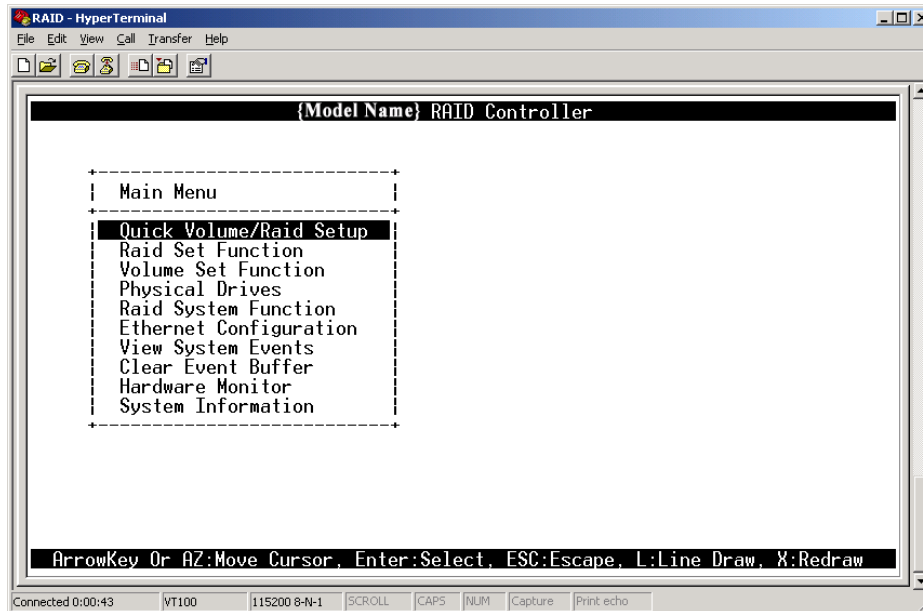 RAID - HyperTerminal
File Edit View Call Transfer Help
{Model Name} RAID Controller
Main Menu
Quick Volume/Raid Setup
Raid Set Function
Volume Set Function
Physical Drives
Raid System Function
Ethernet Configuration
View System Events
Clear Event Buffer
Hardware Monitor
System Information
ArrowKey Or AZ:Move Cursor, Enter:Select, ESC:Escape, L:Line Draw, X:Redraw
Connected 0:00:43 VT100 115200 8-N-1 SCROLL CAPS NUM Capture Print echo